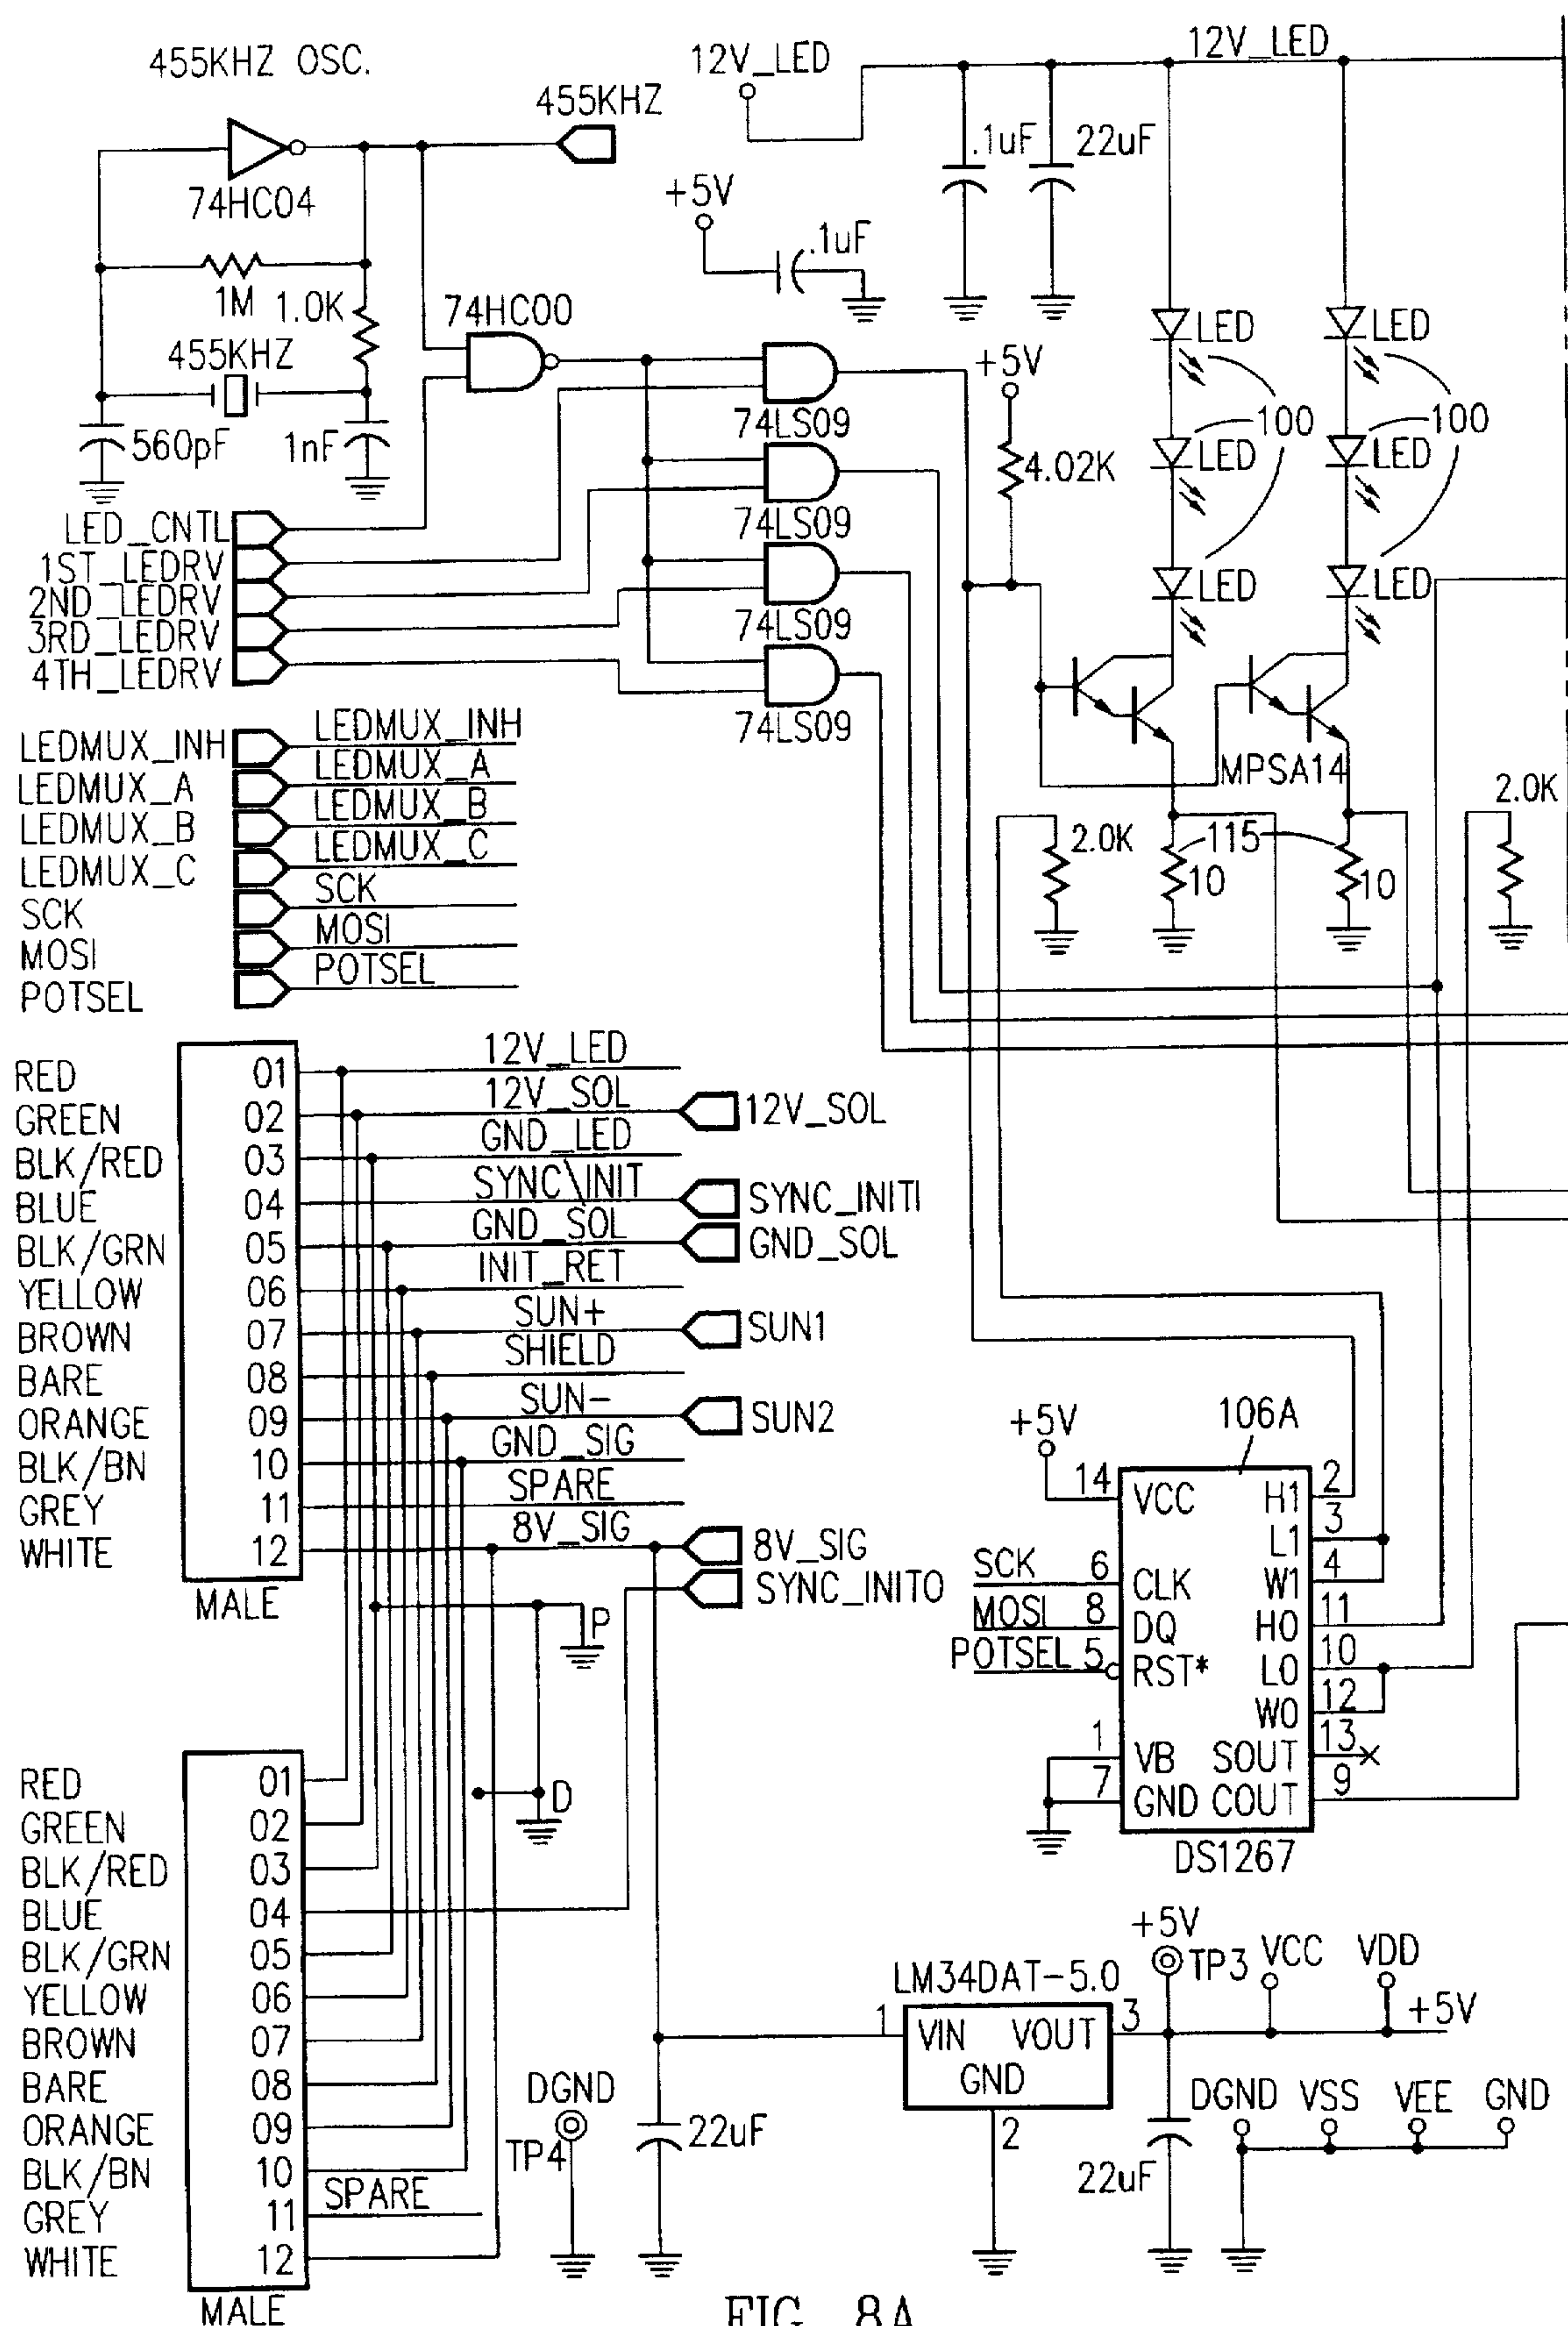 455KHZ OSC.
12V_LED
12V_LED
455KHZ
74HC04
.1uF
22uF
+5V
.1uF
1M
1.0K
455KHZ
560pF
1nF
74HC00
74LS09
74LS09
74LS09
74LS09
+5V
4.02K
LED
LED
LED
LED
LED
LED
100
100
LED_CNTL
1ST_LEDRV
2ND_LEDRV
3RD_LEDRV
4TH_LEDRV
LEDMUX_INH
LEDMUX_INH
LEDMUX_A
LEDMUX_A
LEDMUX_B
LEDMUX_B
LEDMUX_C
LEDMUX_C
SCK
SCK
MOSI
MOSI
POTSEL
POTSEL
MPSA14
2.0K
115
10
10
2.0K
RED 01 12V_LED
GREEN 02 12V_SOL 12V_SOL
BLK/RED 03 GND_LED
BLUE 04 SYNC\INIT SYNC_INITI
BLK/GRN 05 GND_SOL GND_SOL
YELLOW 06 INIT_RET
BROWN 07 SUN+ SUN1
BARE 08 SHIELD
ORANGE 09 SUN- SUN2
BLK/BN 10 GND_SIG
GREY 11 SPARE
WHITE 12 8V_SIG 8V_SIG
SYNC_INITO
MALE
P
D
+5V
106A
14 VCC H1 2
L1 3
SCK 6 CLK W1 4
MOSI 8 DQ H0 11
POTSEL 5 RST* L0 10
W0 12
1 VB SOUT 13
7 GND COUT 9
DS1267
RED 01
GREEN 02
BLK/RED 03
BLUE 04
BLK/GRN 05
YELLOW 06
BROWN 07
BARE 08
ORANGE 09
BLK/BN 10
GREY 11 SPARE
WHITE 12
MALE
DGND
TP4
22uF
LM34DAT-5.0
1 VIN VOUT 3
GND
2
+5V
TP3
VCC
VDD
+5V
22uF
DGND VSS VEE GND
FIG. 8A